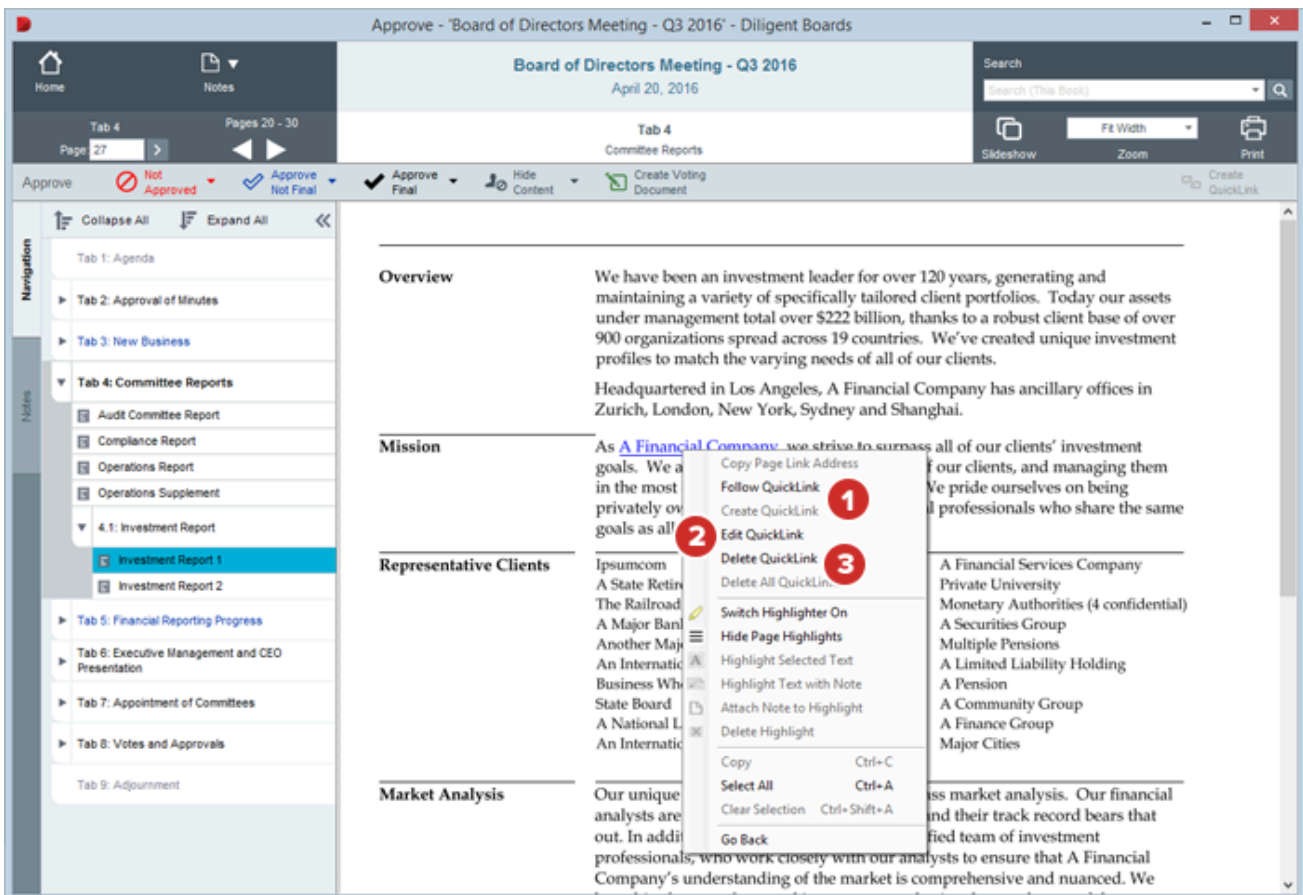 Approve - 'Board of Directors Meeting - Q3 2016' - Diligent Boards
Home
Notes
Board of Directors Meeting - Q3 2016
April 20, 2016
Search
Search (This Book)
Tab 4
Page: 27
Pages 20 - 30
Tab 4
Committee Reports
Slideshow
Fit Width
Zoom
Print
Approve
Not
Approved
Approve
Not Final
Approve
Final
Hide
Content
Create Voting
Document
Create
QuickLink
Navigation
Notes
Collapse All
Expand All
Tab 1: Agenda
Tab 2: Approval of Minutes
Tab 3: New Business
Tab 4: Committee Reports
Audit Committee Report
Compliance Report
Operations Report
Operations Supplement
4.1: Investment Report
Investment Report 1
Investment Report 2
Tab 5: Financial Reporting Progress
Tab 6: Executive Management and CEO
Presentation
Tab 7: Appointment of Committees
Tab 8: Votes and Approvals
Tab 9: Adjournment
Overview
We have been an investment leader for over 120 years, generating and
maintaining a variety of specifically tailored client portfolios. Today our assets
under management total over $222 billion, thanks to a robust client base of over
900 organizations spread across 19 countries. We've created unique investment
profiles to match the varying needs of all of our clients.
Headquartered in Los Angeles, A Financial Company has ancillary offices in
Zurich, London, New York, Sydney and Shanghai.
Mission
As A Financial Company, we strive to surpass all of our clients' investment
goals. We a
f our clients, and managing them
in the most
We pride ourselves on being
privately ow
l professionals who share the same
goals as all
Representative Clients
Ipsumcom
A State Retire
The Railroad
A Major Bank
Another Majo
An Internatio
Business Who
State Board
A National L
An Internatio
A Financial Services Company
Private University
Monetary Authorities (4 confidential)
A Securities Group
Multiple Pensions
A Limited Liability Holding
A Pension
A Community Group
A Finance Group
Major Cities
Market Analysis
Our unique
ss market analysis. Our financial
analysts are
nd their track record bears that
out. In addit
fied team of investment
professionals, who work closely with our analysts to ensure that A Financial
Company's understanding of the market is comprehensive and nuanced. We
Copy Page Link Address
Follow QuickLink
1
Create QuickLink
2
Edit QuickLink
Delete QuickLink
3
Delete All QuickLin
Switch Highlighter On
Hide Page Highlights
Highlight Selected Text
Highlight Text with Note
Attach Note to Highlight
Delete Highlight
Copy Ctrl+C
Select All Ctrl+A
Clear Selection Ctrl+Shift+A
Go Back